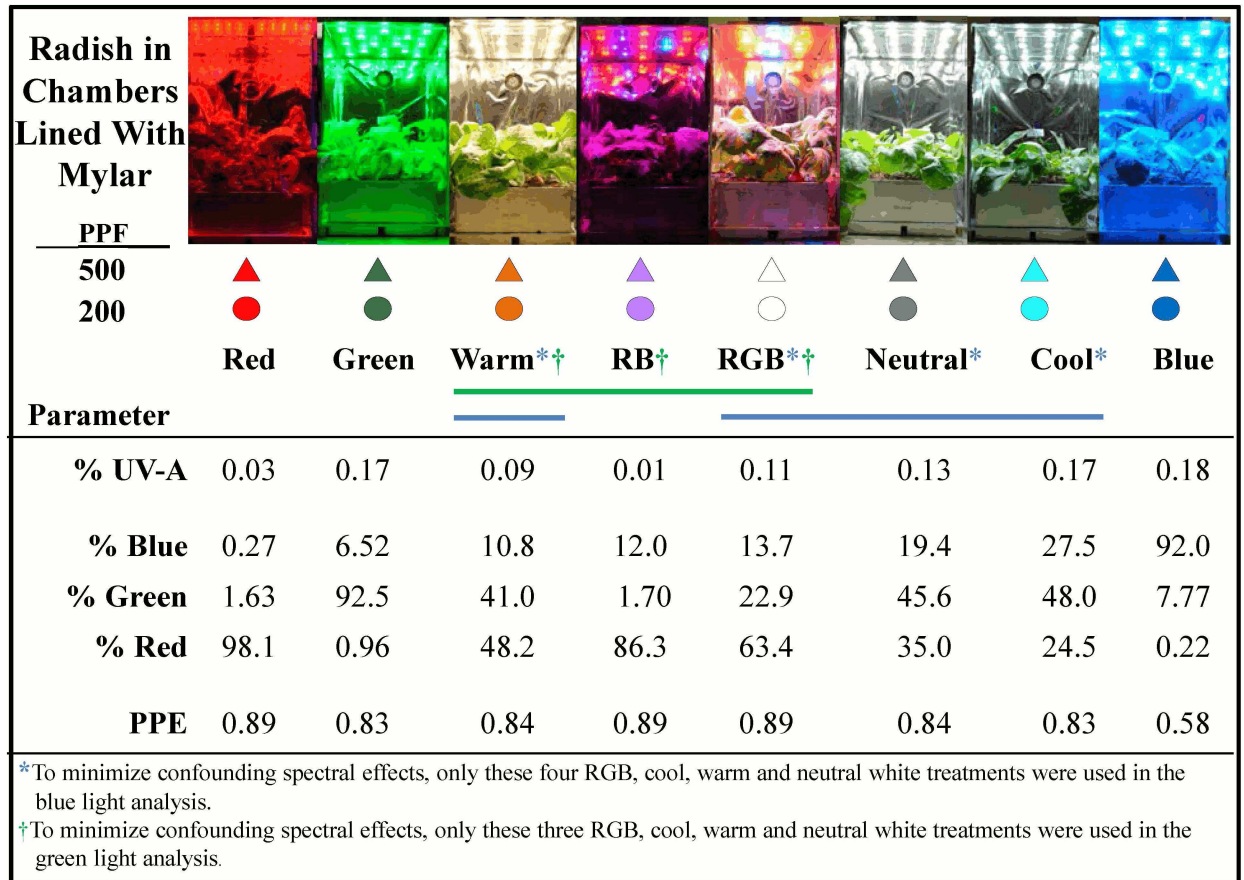 Radish in
Chambers
Lined With
Mylar
PPF
500
200
Red Green Warm*† RB† RGB*† Neutral* Cool* Blue
Parameter
% UV-A 0.03 0.17 0.09 0.01 0.11 0.13 0.17 0.18
% Blue 0.27 6.52 10.8 12.0 13.7 19.4 27.5 92.0
% Green 1.63 92.5 41.0 1.70 22.9 45.6 48.0 7.77
% Red 98.1 0.96 48.2 86.3 63.4 35.0 24.5 0.22
PPE 0.89 0.83 0.84 0.89 0.89 0.84 0.83 0.58
*To minimize confounding spectral effects, only these four RGB, cool, warm and neutral white treatments were used in the
blue light analysis.
†To minimize confounding spectral effects, only these three RGB, cool, warm and neutral white treatments were used in the
green light analysis.